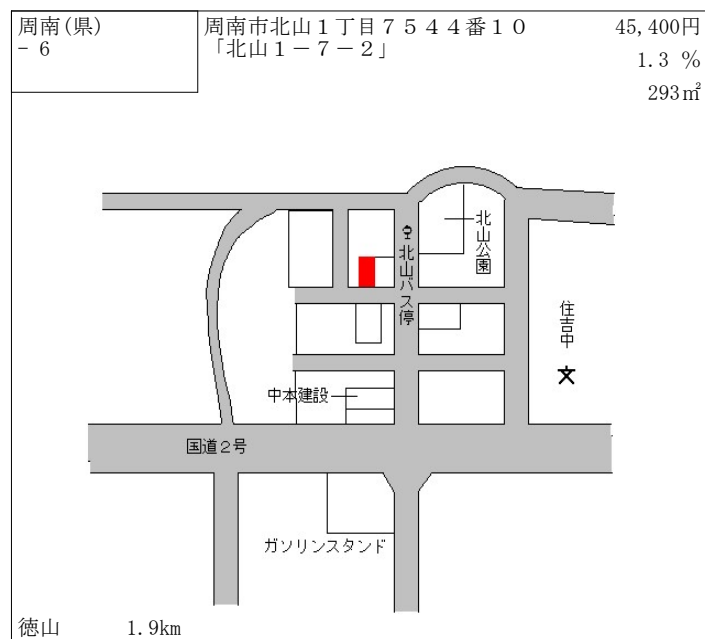 周南(県)
－６
周南市北山１丁目７５４４番１０
「北山１－７－２」
45,400円
1.3 %
293㎡
北山公園
北山バス停
住吉中
文
中本建設
国道２号
ガソリンスタンド
徳山 1.9km